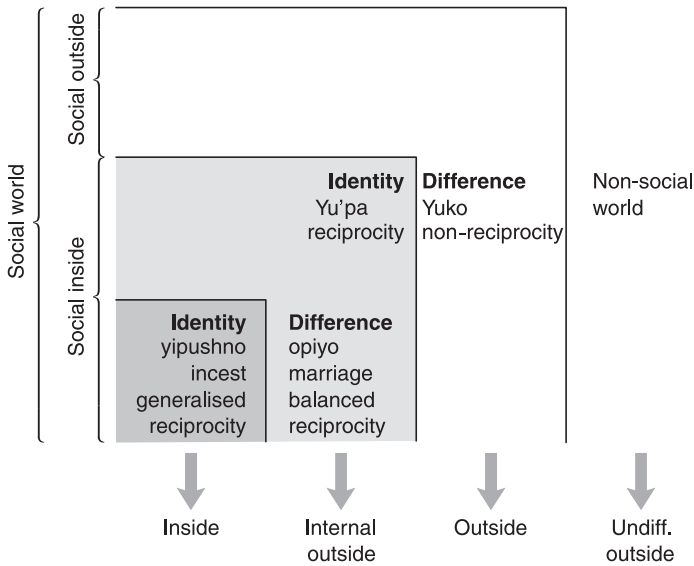 Social world
Social outside
Social inside
Identity
Yu'pa
reciprocity
Difference
Yuko
non-reciprocity
Non-social
world
Identity
yipushno
incest
generalised
reciprocity
Difference
opiyo
marriage
balanced
reciprocity
Inside
Internal
outside
Outside
Undiff.
outside